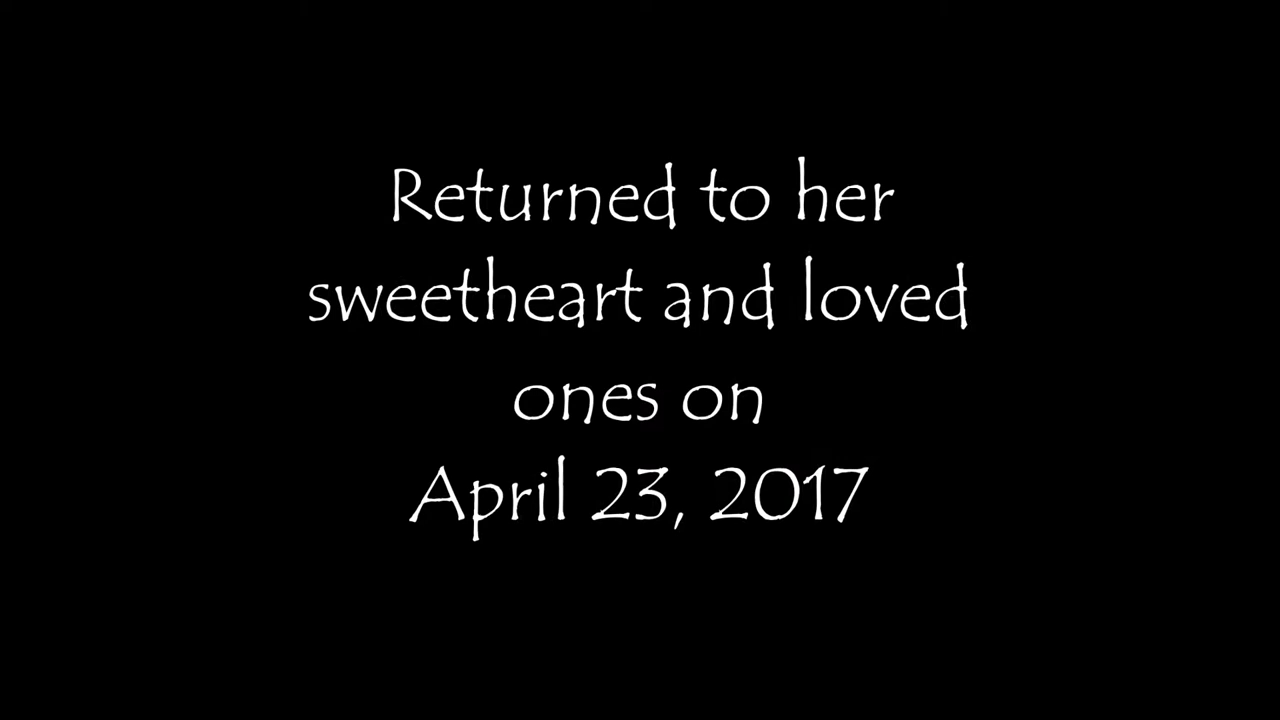 Returned to her
sweetheart and loved
ones on
April 23, 2017